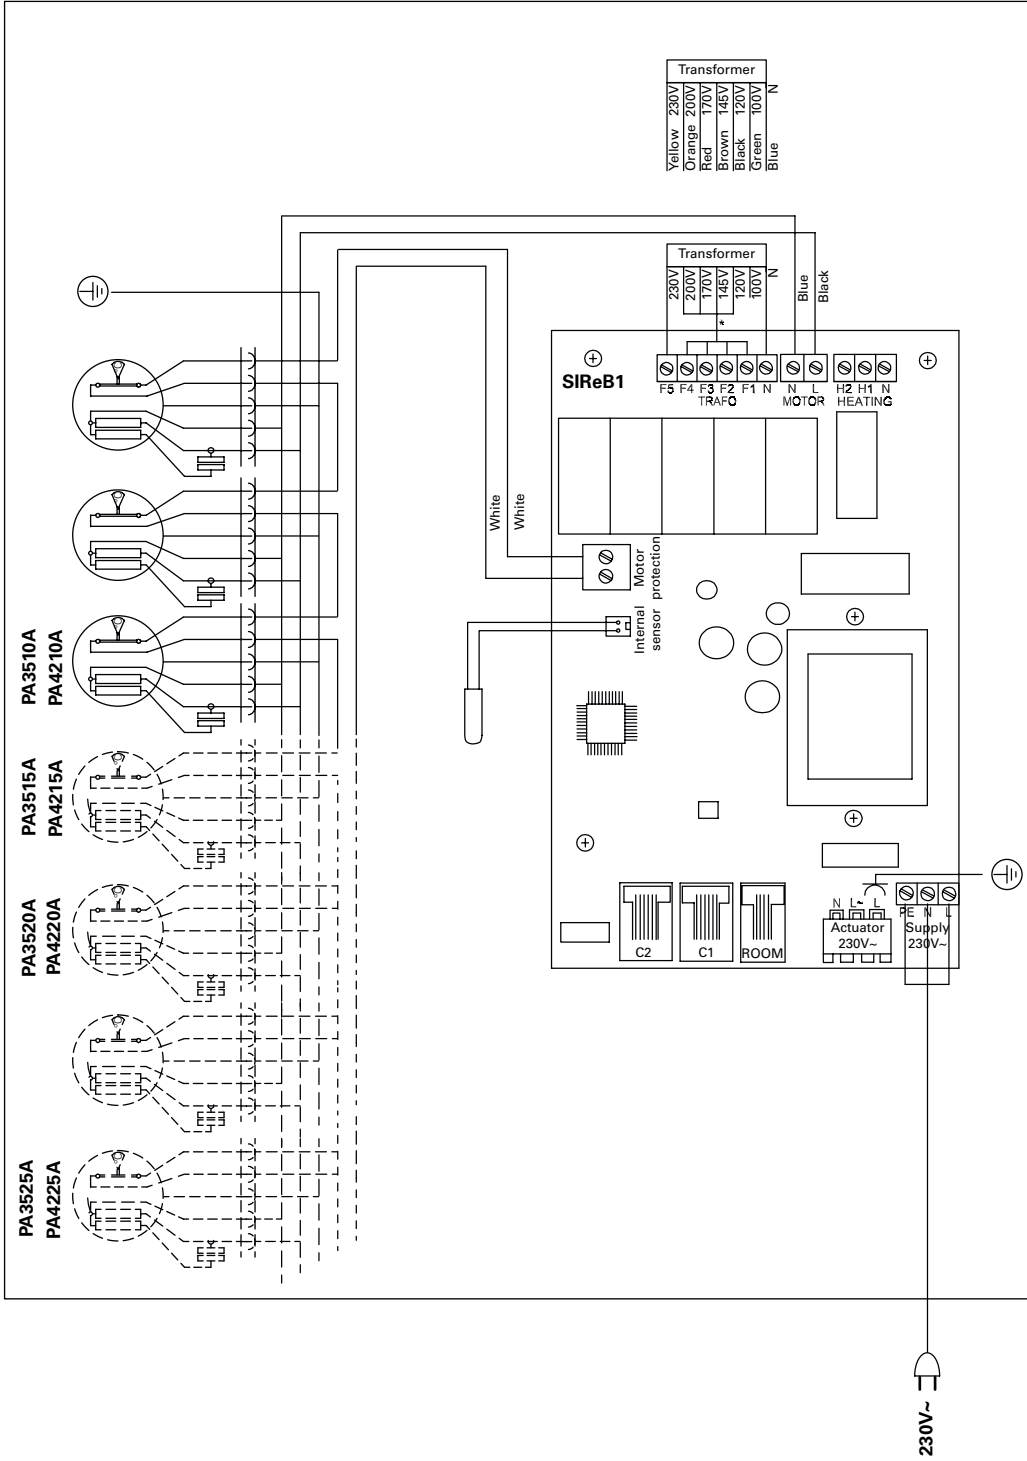 Transformer
Yellow 230V
Orange 200V
Red 170V
Brown 145V
Black 120V
Green 100V
Blue N
Transformer
230V
200V
170V
145V
120V
100V
N
*
Blue
Black
SIReB1
F5 F4 F3 F2 F1 N
TRAFO
N L
MOTOR
H2 H1 N
HEATING
White
White
Motor
protection
Internal
sensor
PA3510A
PA4210A
PA3515A
PA4215A
PA3520A
PA4220A
PA3525A
PA4225A
C2
C1
ROOM
N L~ L
Actuator
230V~
PE N L
Supply
230V~
230V~